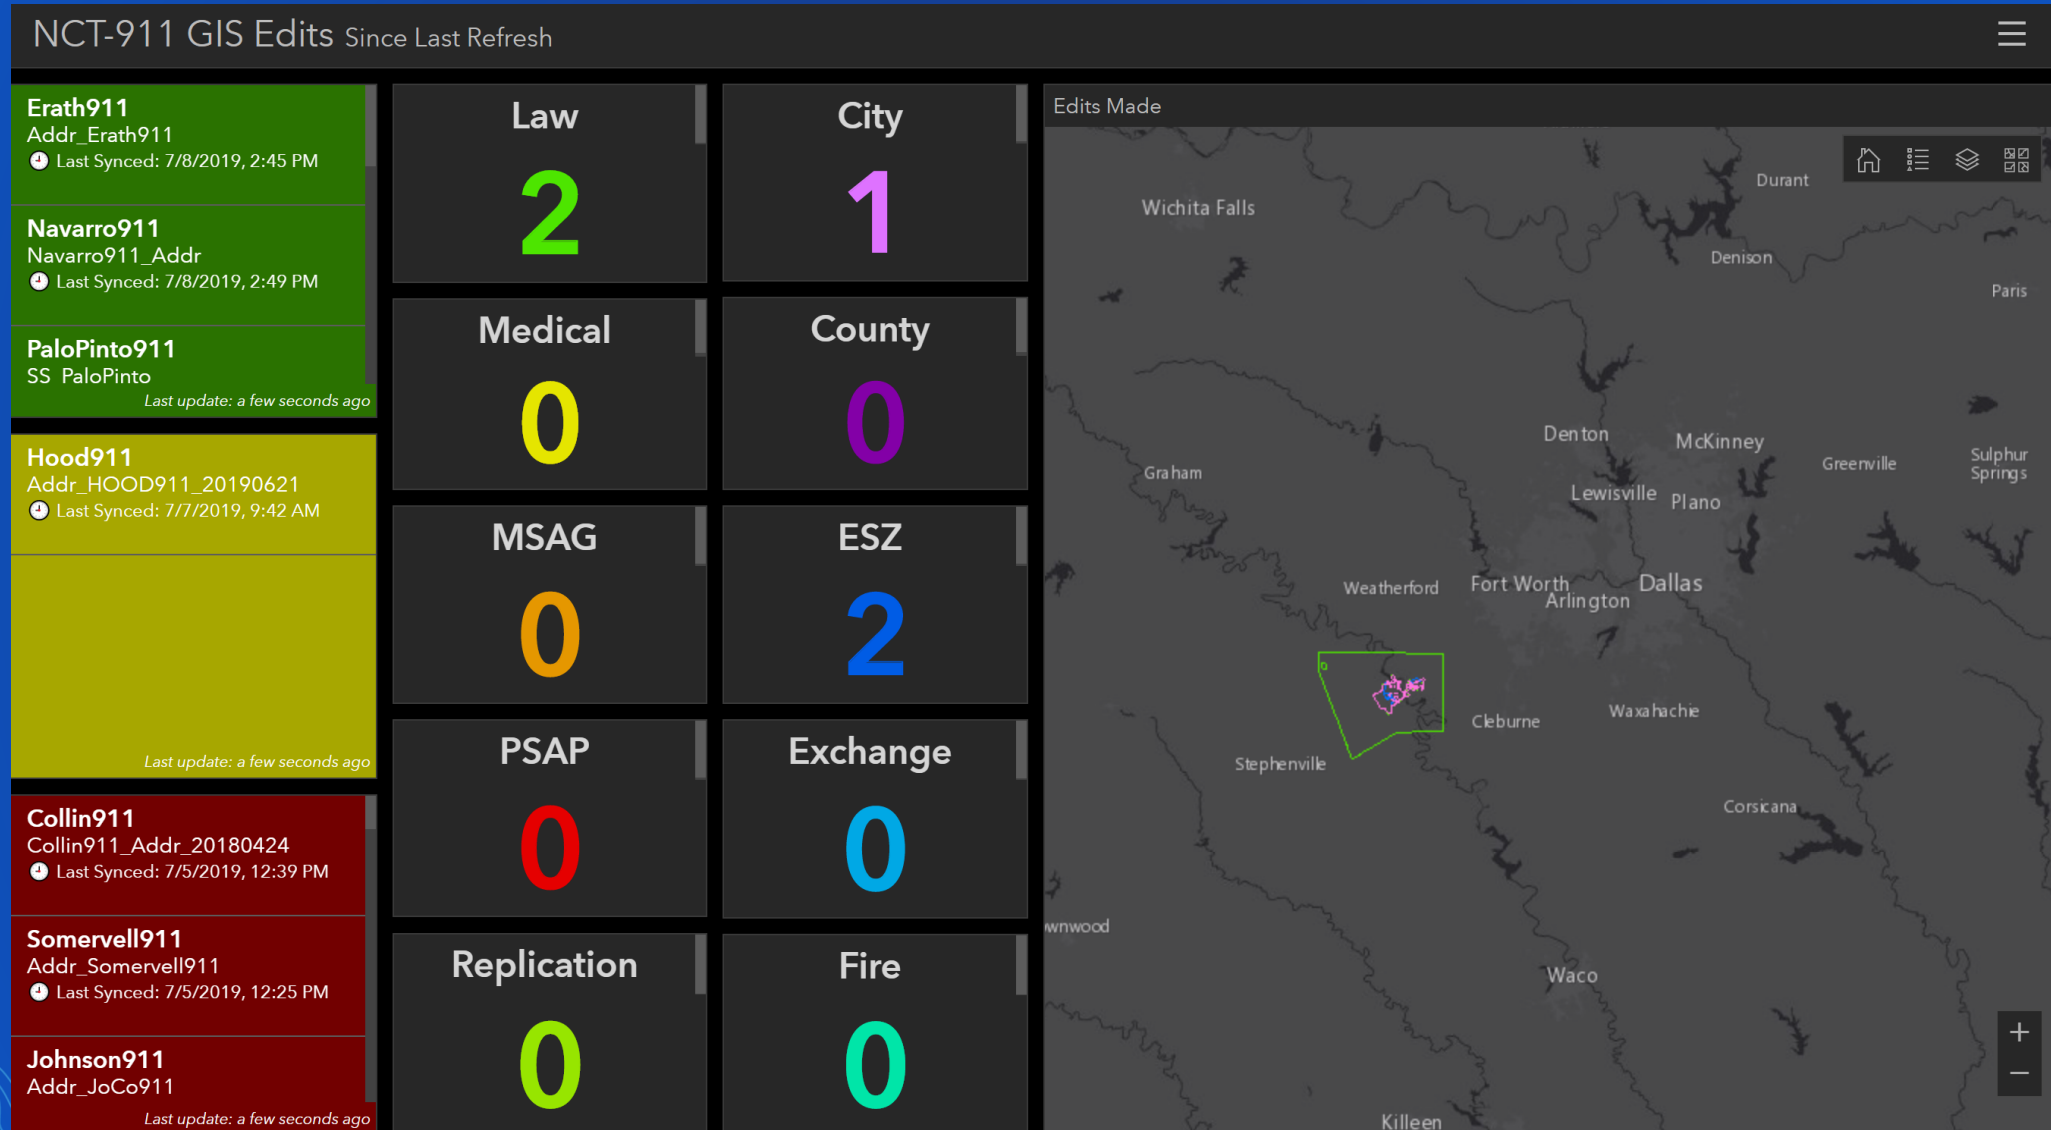 NCT-911 GIS Edits Since Last Refresh
Erath911
Addr_Erath911
Last Synced: 7/8/2019, 2:45 PM
Navarro911
Navarro911_Addr
Last Synced: 7/8/2019, 2:49 PM
PaloPinto911
SS_PaloPinto
Last update: a few seconds ago
Hood911
Addr_HOOD911_20190621
Last Synced: 7/7/2019, 9:42 AM
Last update: a few seconds ago
Collin911
Collin911_Addr_20180424
Last Synced: 7/5/2019, 12:39 PM
Somervell911
Addr_Somervell911
Last Synced: 7/5/2019, 12:25 PM
Johnson911
Addr_JoCo911
Last update: a few seconds ago
Law
2
City
1
Medical
0
County
0
MSAG
0
ESZ
2
PSAP
0
Exchange
0
Replication
0
Fire
0
Edits Made
Durant
Wichita Falls
Denison
Paris
Denton
McKinney
Graham
Greenville
Sulphur
Springs
Lewisville
Plano
Weatherford
Fort Worth
Dallas
Arlington
Cleburne
Waxahachie
Stephenville
Corsicana
wnwood
Waco
Killeen